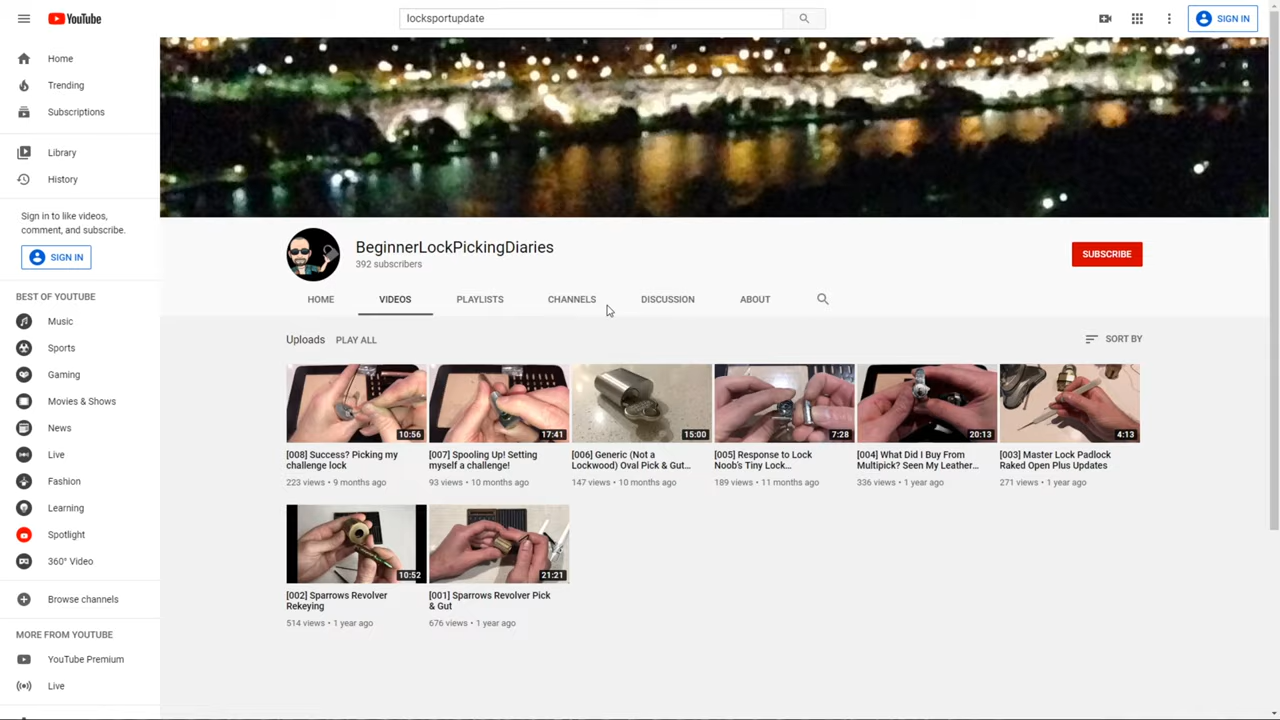 YouTube
locksportupdate
SIGN IN
Home
Trending
Subscriptions
Library
History
Sign in to like videos,
comment, and subscribe.
SIGN IN
BEST OF YOUTUBE
Music
Sports
Gaming
Movies & Shows
News
Live
Fashion
Learning
Spotlight
360° Video
Browse channels
MORE FROM YOUTUBE
YouTube Premium
Live
BeginnerLockPickingDiaries
392 subscribers
SUBSCRIBE
HOME VIDEOS PLAYLISTS CHANNELS DISCUSSION ABOUT
Uploads PLAY ALL SORT BY
10:56
[008] Success? Picking my
challenge lock
223 views • 9 months ago
17:41
[007] Spooling Up! Setting
myself a challenge!
93 views • 10 months ago
15:00
[006] Generic (Not a
Lockwood) Oval Pick & Gut...
147 views • 10 months ago
7:28
[005] Response to Lock
Noob's Tiny Lock...
189 views • 11 months ago
20:13
[004] What Did I Buy From
Multipick? Seen My Leather...
336 views • 1 year ago
4:13
[003] Master Lock Padlock
Raked Open Plus Updates
271 views • 1 year ago
10:52
[002] Sparrows Revolver
Rekeying
514 views • 1 year ago
21:21
[001] Sparrows Revolver Pick
& Gut
676 views • 1 year ago